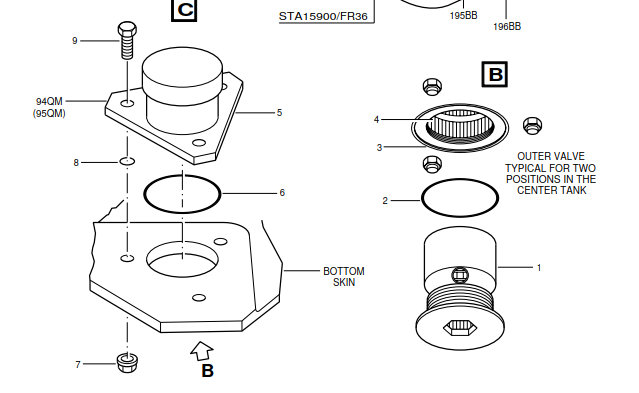 C
STA15900/FR36
195BB
196BB
9
94QM
(95QM)
5
8
6
BOTTOM
SKIN
7
B
B
4
3
OUTER VALVE
TYPICAL FOR TWO
POSITIONS IN THE
CENTER TANK
2
1